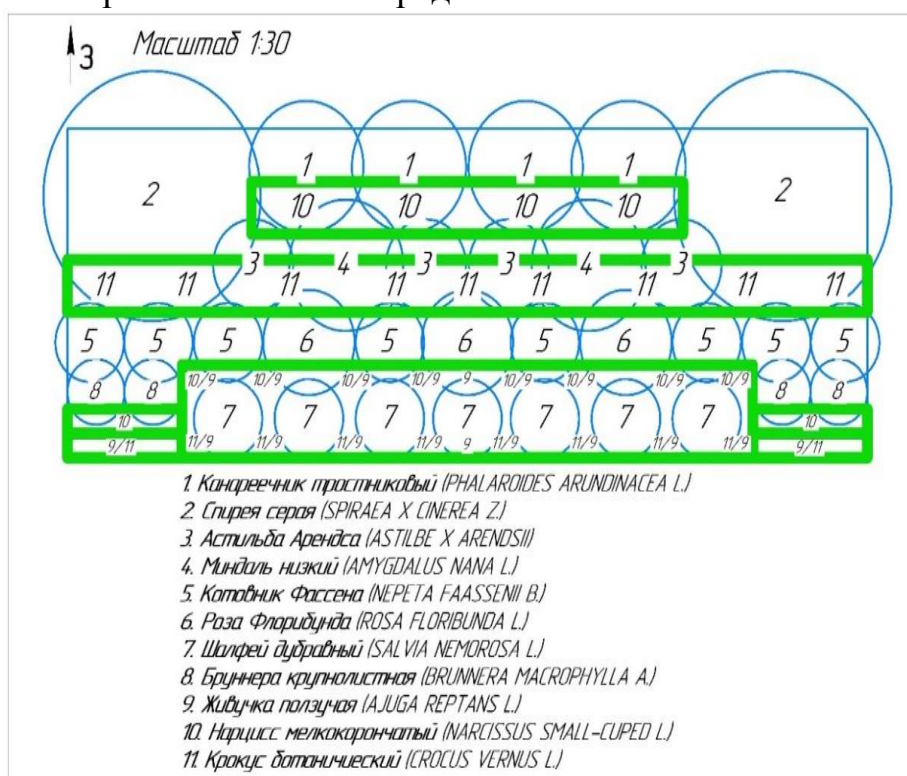 З Масштаб 1:30
1 1 1 1
2 2
10 10 10 10
3 4 3 3 4 3
11 11 11 11 11 11 11 11 11
5 5 5 6 5 6 5 6 5 5 5
10/9 10/9 10/9 10/9 9 10/9 10/9 10/9 10/9
8 8 8 8
7 7 7 7 7 7 7
10 10
9/11 11/9 11/9 11/9 11/9 9 11/9 11/9 11/9 11/9 9/11
1. Канареечник тростниковый (PHALAROIDES ARUNDINACEA L.)
2. Спирея серая (SPIRAEA X CINEREA Z.)
3. Астильба Арендса (ASTILBE X ARENDSII)
4. Миндаль низкий (AMYGDALUS NANA L.)
5. Котовник Фассена (NEPETA FAASSENII B.)
6. Роза Флорибунда (ROSA FLORIBUNDA L.)
7. Шалфей дубравный (SALVIA NEMOROSA L.)
8. Бруннера крупнолистная (BRUNNERA MACROPHYLLA A.)
9. Живучка ползучая (AJUGA REPTANS L.)
10. Нарцисс мелкокорончатый (NARCISSUS SMALL-CUPED L.)
11. Крокус ботанический (CROCUS VERNUS L.)